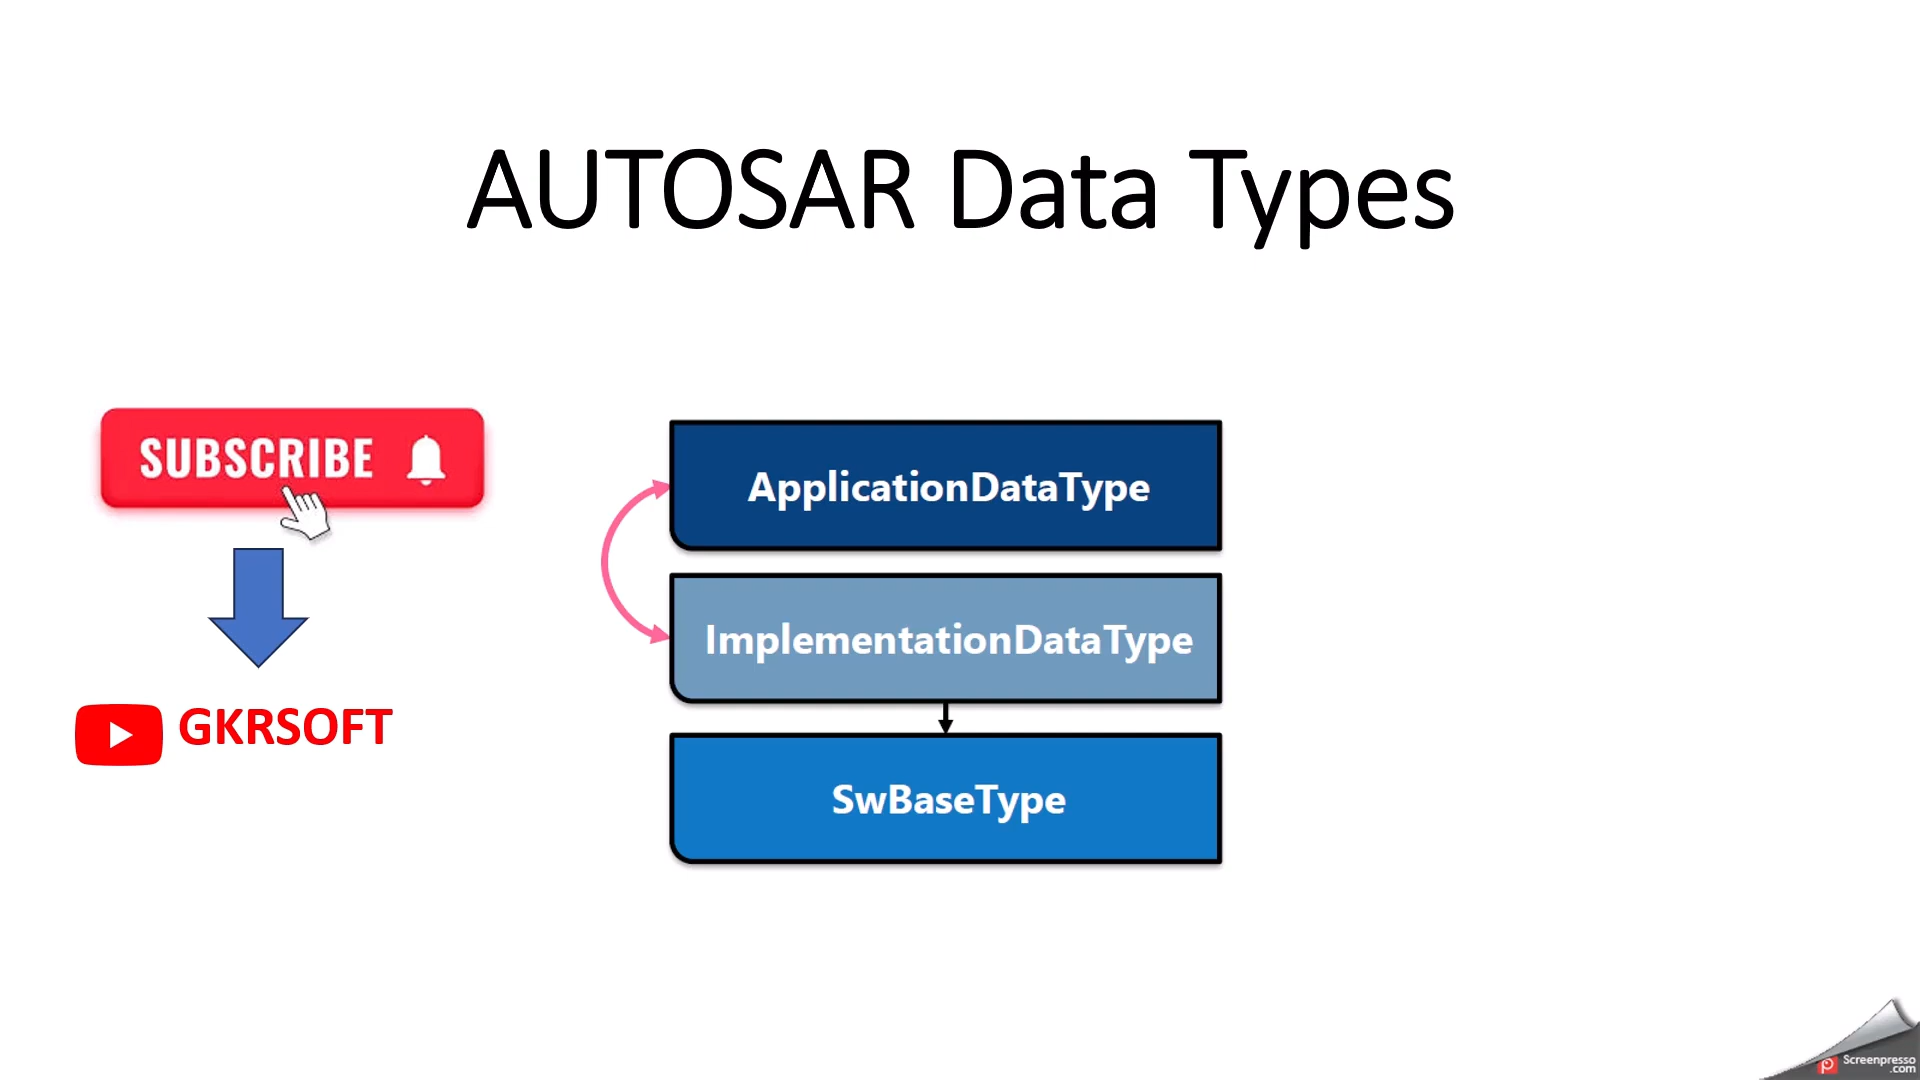 AUTOSAR Data Types
SUBSCRIBE
GKRSOFT
ApplicationDataType
ImplementationDataType
SwBaseType
Screenpresso
.com